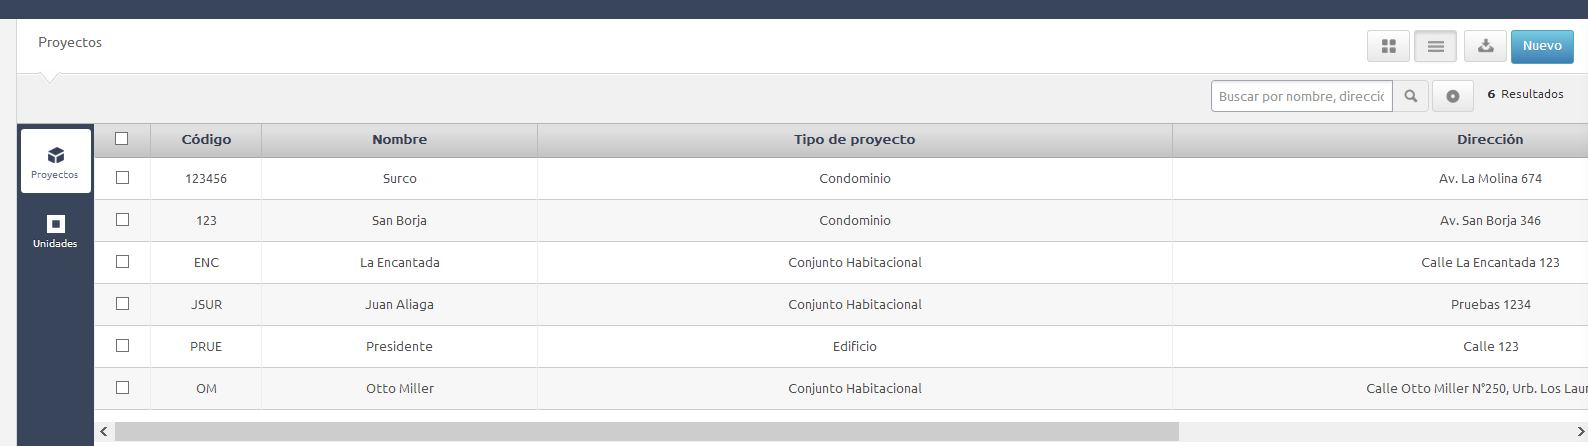 Proyectos
Nuevo
Buscar por nombre, direcció
6 Resultados
Código Nombre Tipo de proyecto Dirección
Proyectos
Unidades
123456 Surco Condominio Av. La Molina 674
123 San Borja Condominio Av. San Borja 346
ENC La Encantada Conjunto Habitacional Calle La Encantada 123
JSUR Juan Aliaga Conjunto Habitacional Pruebas 1234
PRUE Presidente Edificio Calle 123
OM Otto Miller Conjunto Habitacional Calle Otto Miller N°250, Urb. Los Laur